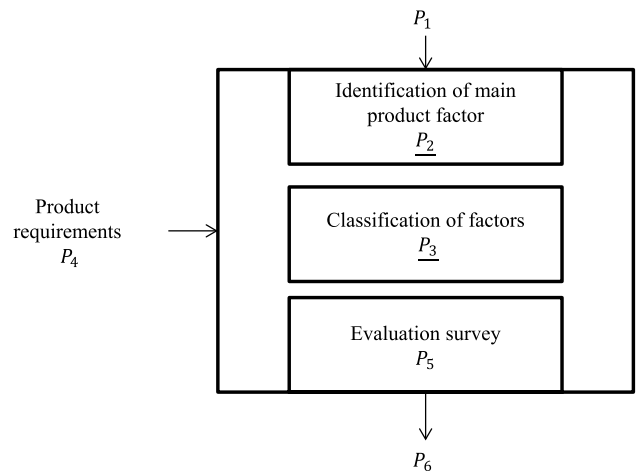 P₁
Identification of main
product factor
P₂
Product
requirements
P₄
Classification of factors
P₃
Evaluation survey
P₅
P₆